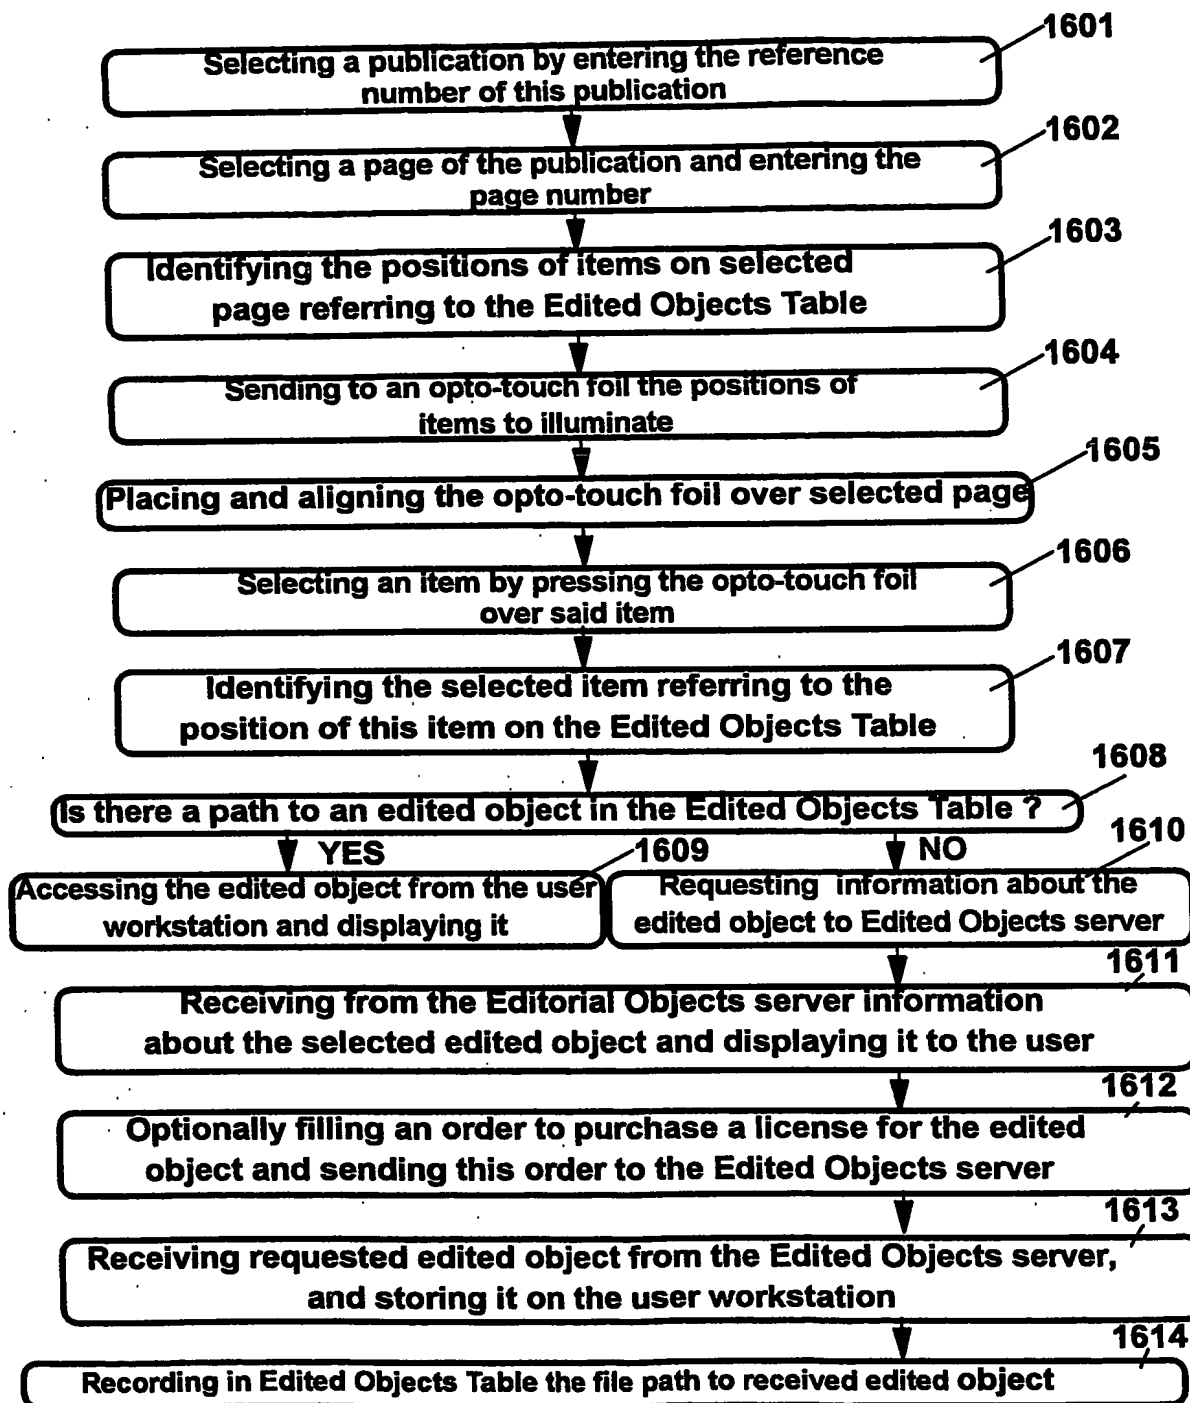 1601
Selecting a publication by entering the reference
number of this publication
1602
Selecting a page of the publication and entering the
page number
1603
Identifying the positions of items on selected
page referring to the Edited Objects Table
1604
Sending to an opto-touch foil the positions of
items to illuminate
1605
Placing and aligning the opto-touch foil over selected page
1606
Selecting an item by pressing the opto-touch foil
over said item
1607
Identifying the selected item referring to the
position of this item on the Edited Objects Table
1608
Is there a path to an edited object in the Edited Objects Table ?
YES
1609
NO
1610
Accessing the edited object from the user
workstation and displaying it
Requesting information about the
edited object to Edited Objects server
1611
Receiving from the Editorial Objects server information
about the selected edited object and displaying it to the user
1612
Optionally filling an order to purchase a license for the edited
object and sending this order to the Edited Objects server
1613
Receiving requested edited object from the Edited Objects server,
and storing it on the user workstation
1614
Recording in Edited Objects Table the file path to received edited object